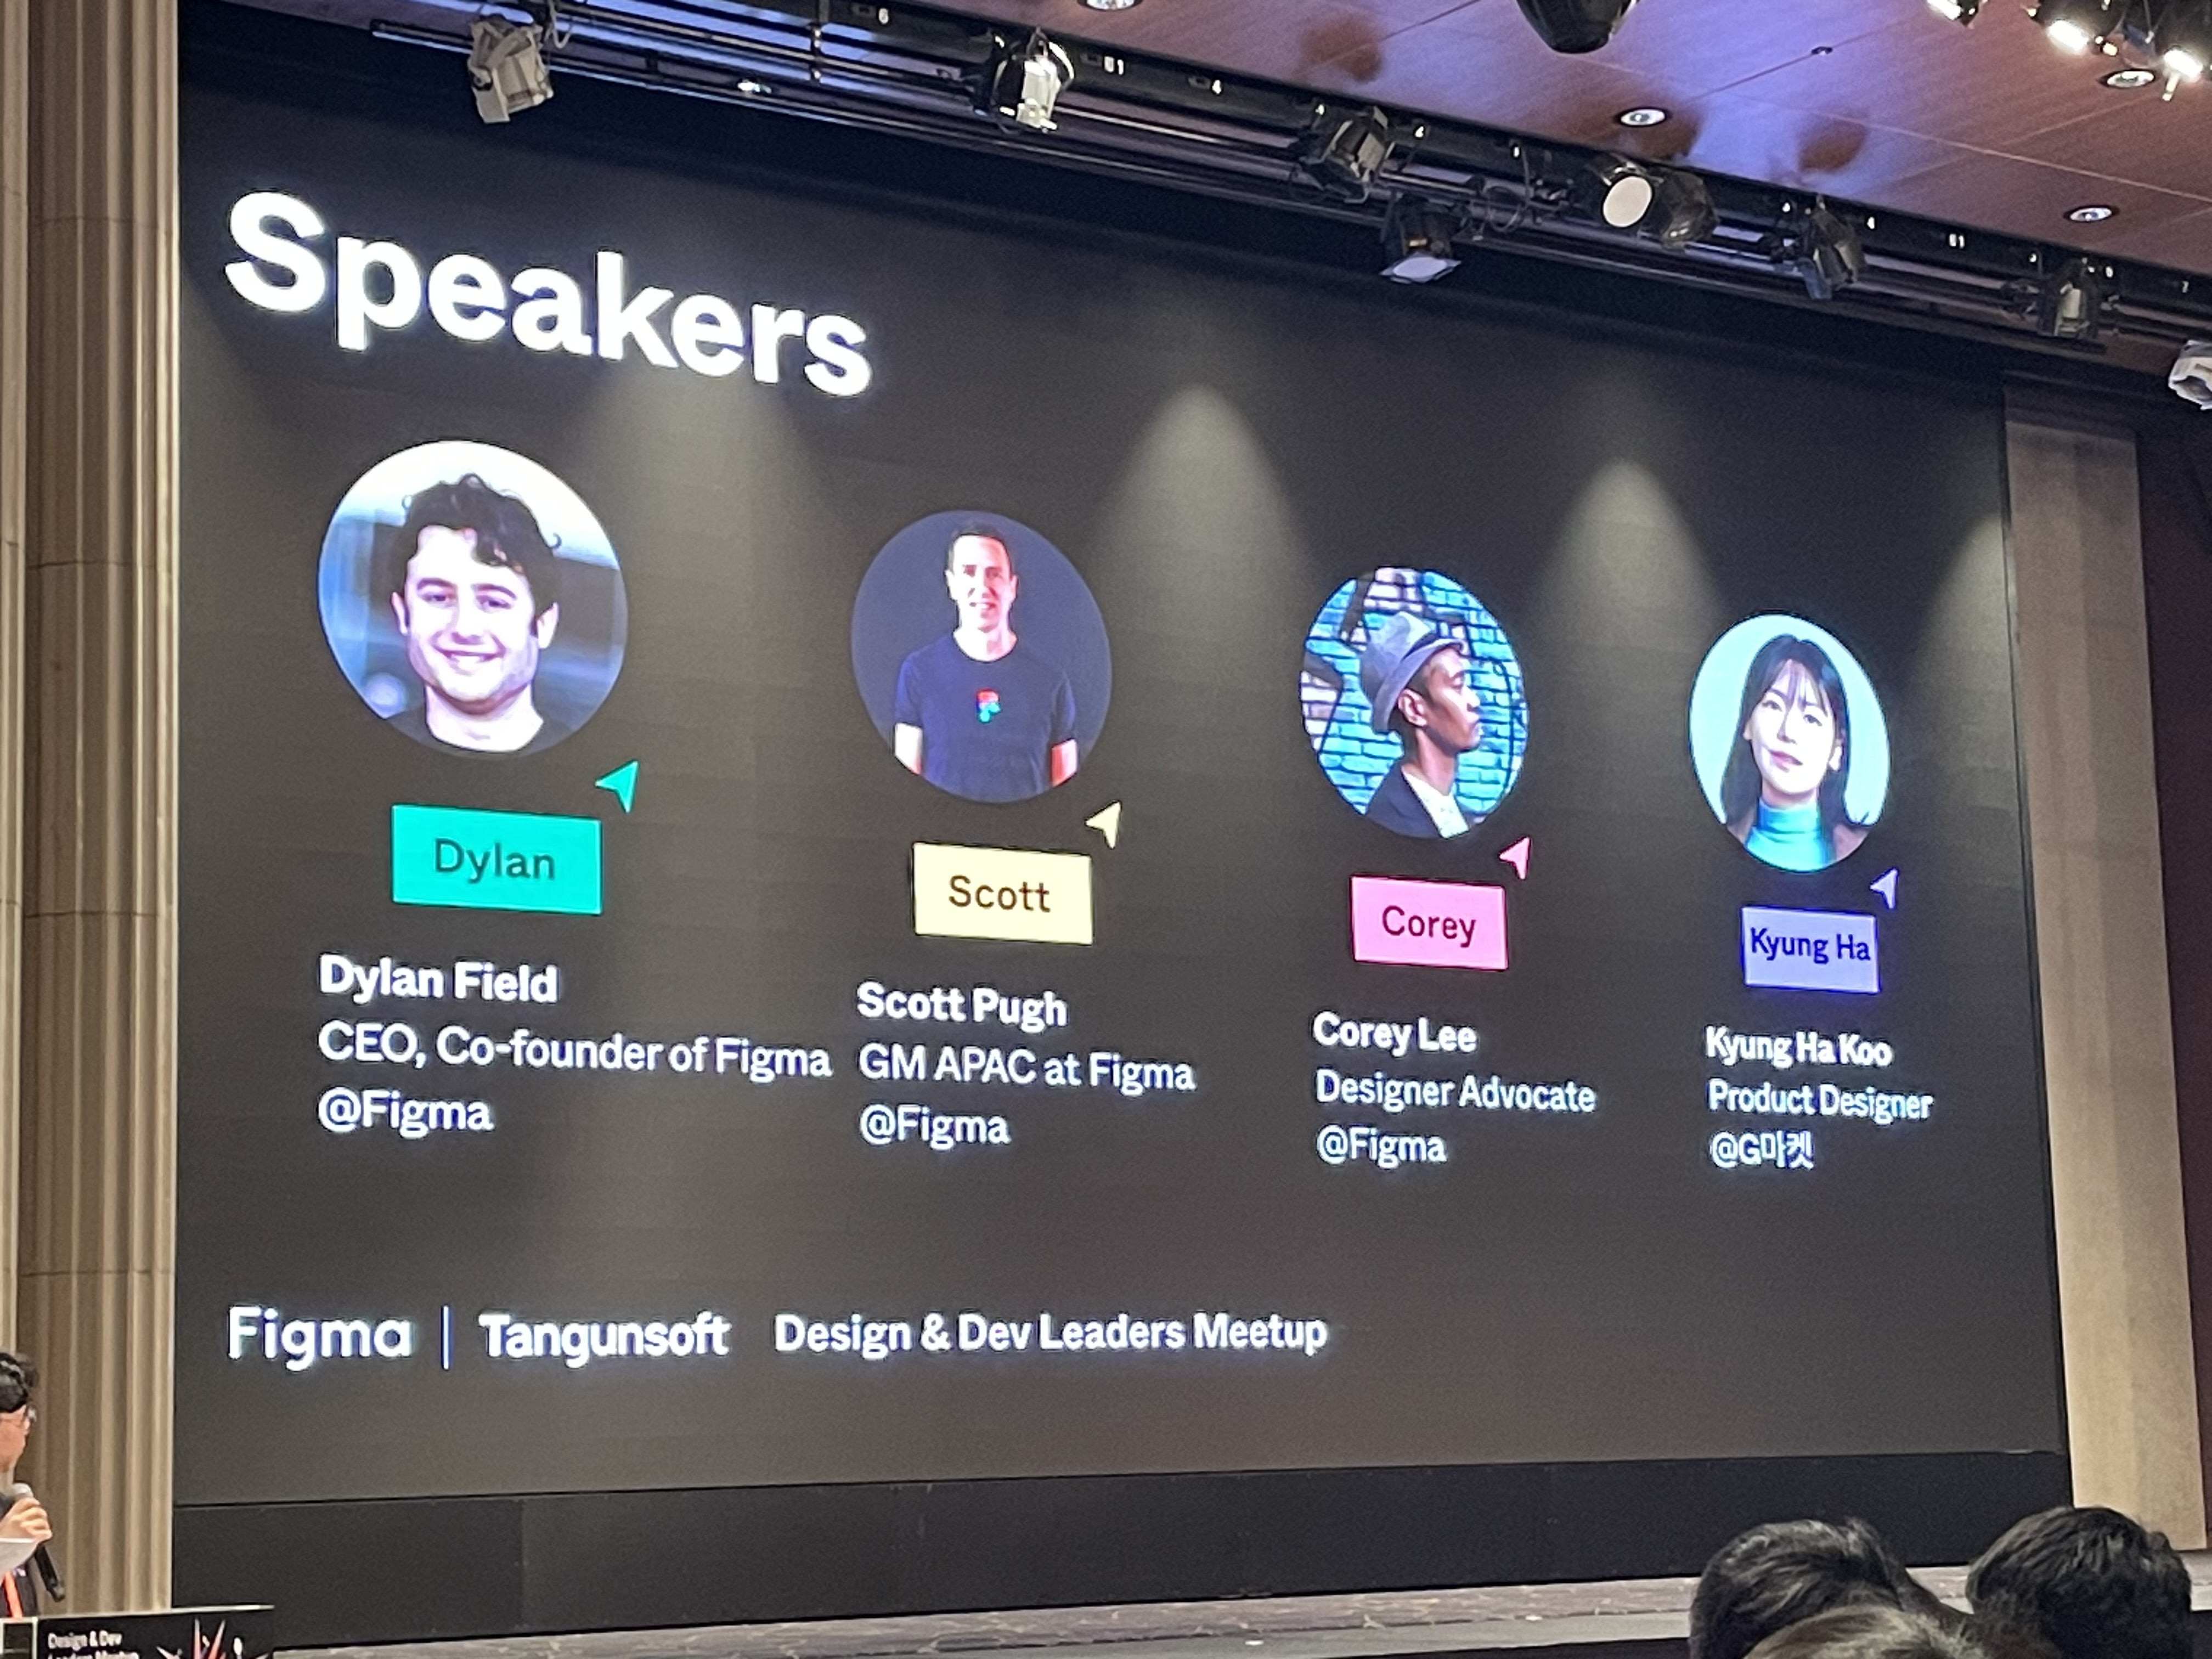 Speakers
Dylan
Scott
Corey
Kyung Ha
Dylan Field
CEO, Co-founder of Figma
@Figma
Scott Pugh
GM APAC at Figma
@Figma
Corey Lee
Designer Advocate
@Figma
Kyung Ha Koo
Product Designer
@G마켓
Figma | Tangunsoft Design & Dev Leaders Meetup
Design & Dev
Leaders Meetup